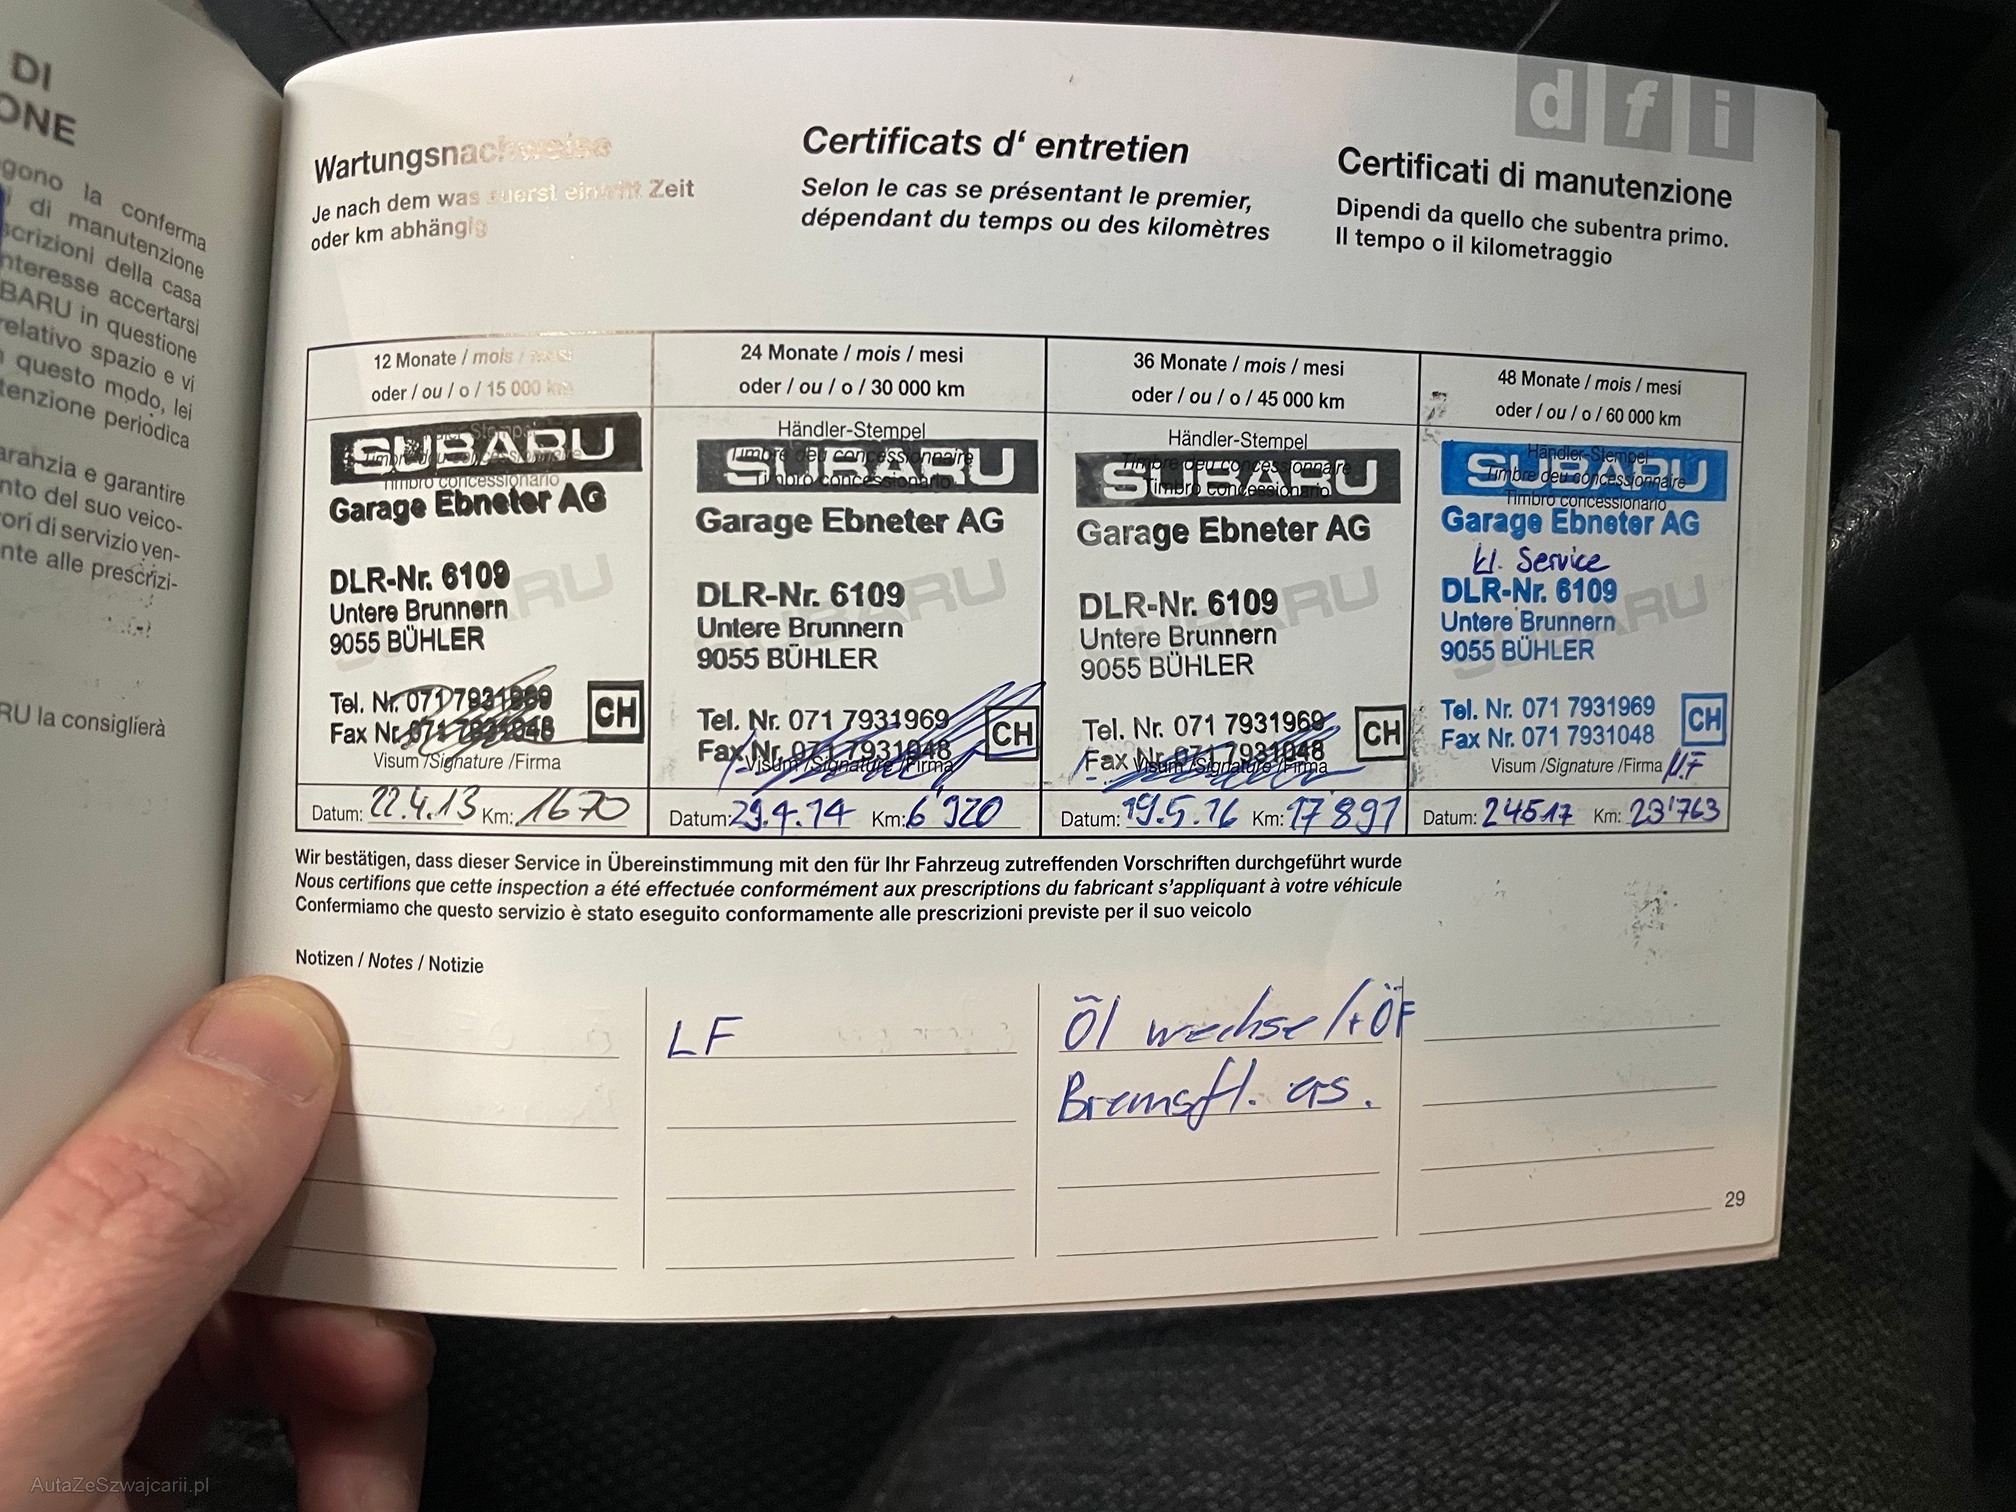 DI
ONE
gono la conferma
di manutenzione
scrizioni della casa
nteresse accertarsi
BARU in questione
relativo spazio e vi
questo modo, lei
tenzione periodica
aranzia e garantire
nto del suo veico-
ori di servizio ven-
nte alle prescrizi-
RU la consiglierà
d f i
Wartungsnachweise
Je nach dem was zuerst eintritt Zeit
oder km abhängig
Certificats d' entretien
Selon le cas se présentant le premier,
dépendant du temps ou des kilomètres
Certificati di manutenzione
Dipendi da quello che subentra primo.
Il tempo o il kilometraggio
12 Monate / mois / mesi
oder / ou / o / 15 000 km
SUBARU
Timbre deu concessionnaire
Timbro concessionario
Garage Ebneter AG
DLR-Nr. 6109
Untere Brunnern
9055 BÜHLER
Tel. Nr. 071 7931969
Fax Nr. 071 7931048
CH
Visum /Signature /Firma
Datum: 22.4.13 Km: 1670
24 Monate / mois / mesi
oder / ou / o / 30 000 km
Händler-Stempel
SUBARU
Timbre deu concessionnaire
Timbro concessionario
Garage Ebneter AG
DLR-Nr. 6109
Untere Brunnern
9055 BÜHLER
Tel. Nr. 071 7931969
Fax Nr. 071 7931048
CH
Visum /Signature /Firma
Datum: 29.4.14 Km: 6'920
36 Monate / mois / mesi
oder / ou / o / 45 000 km
Händler-Stempel
SUBARU
Timbre deu concessionnaire
Timbro concessionario
Garage Ebneter AG
DLR-Nr. 6109
Untere Brunnern
9055 BÜHLER
Tel. Nr. 071 7931969
Fax Nr. 071 7931048
CH
Visum /Signature /Firma
Datum: 19.5.16 Km: 17'891
48 Monate / mois / mesi
oder / ou / o / 60 000 km
Händler-Stempel
SUBARU
Timbre deu concessionnaire
Timbro concessionario
Garage Ebneter AG
kl. Service
DLR-Nr. 6109
Untere Brunnern
9055 BÜHLER
Tel. Nr. 071 7931969
Fax Nr. 071 7931048
CH
Visum /Signature /Firma
Datum: 24517 Km: 23'763
Wir bestätigen, dass dieser Service in Übereinstimmung mit den für Ihr Fahrzeug zutreffenden Vorschriften durchgeführt wurde
Nous certifions que cette inspection a été effectuée conformément aux prescriptions du fabricant s'appliquant à votre véhicule
Confermiamo che questo servizio è stato eseguito conformamente alle prescrizioni previste per il suo veicolo
Notizen / Notes / Notizie
LF
Öl wechsel + ÖF
Bremsfl. ers.
29
AutaZeSzwajcarii.pl